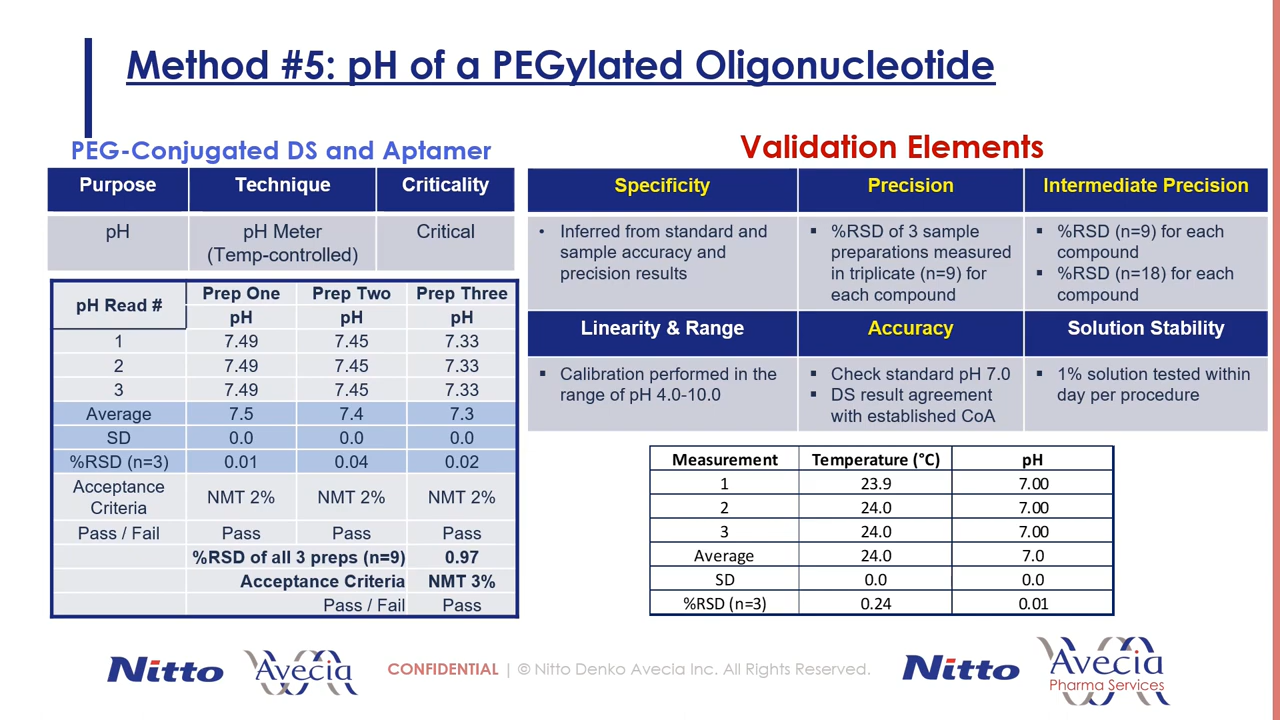 Method #5: pH of a PEGylated Oligonucleotide
PEG-Conjugated DS and Aptamer
Purpose Technique Criticality
pH pH Meter (Temp-controlled) Critical
pH Read # Prep One Prep Two Prep Three
pH pH pH
1 7.49 7.45 7.33
2 7.49 7.45 7.33
3 7.49 7.45 7.33
Average 7.5 7.4 7.3
SD 0.0 0.0 0.0
%RSD (n=3) 0.01 0.04 0.02
Acceptance Criteria NMT 2% NMT 2% NMT 2%
Pass / Fail Pass Pass Pass
%RSD of all 3 preps (n=9) 0.97
Acceptance Criteria NMT 3%
Pass / Fail Pass
Validation Elements
Specificity Precision Intermediate Precision
• Inferred from standard and
sample accuracy and
precision results
▪ %RSD of 3 sample
preparations measured
in triplicate (n=9) for
each compound
▪ %RSD (n=9) for each
compound
▪ %RSD (n=18) for each
compound
Linearity & Range Accuracy Solution Stability
▪ Calibration performed in the
range of pH 4.0-10.0
▪ Check standard pH 7.0
▪ DS result agreement
with established CoA
▪ 1% solution tested within
day per procedure
Measurement Temperature (°C) pH
1 23.9 7.00
2 24.0 7.00
3 24.0 7.00
Average 24.0 7.0
SD 0.0 0.0
%RSD (n=3) 0.24 0.01
Nitto Avecia CONFIDENTIAL | © Nitto Denko Avecia Inc. All Rights Reserved. Nitto Avecia
Pharma Services